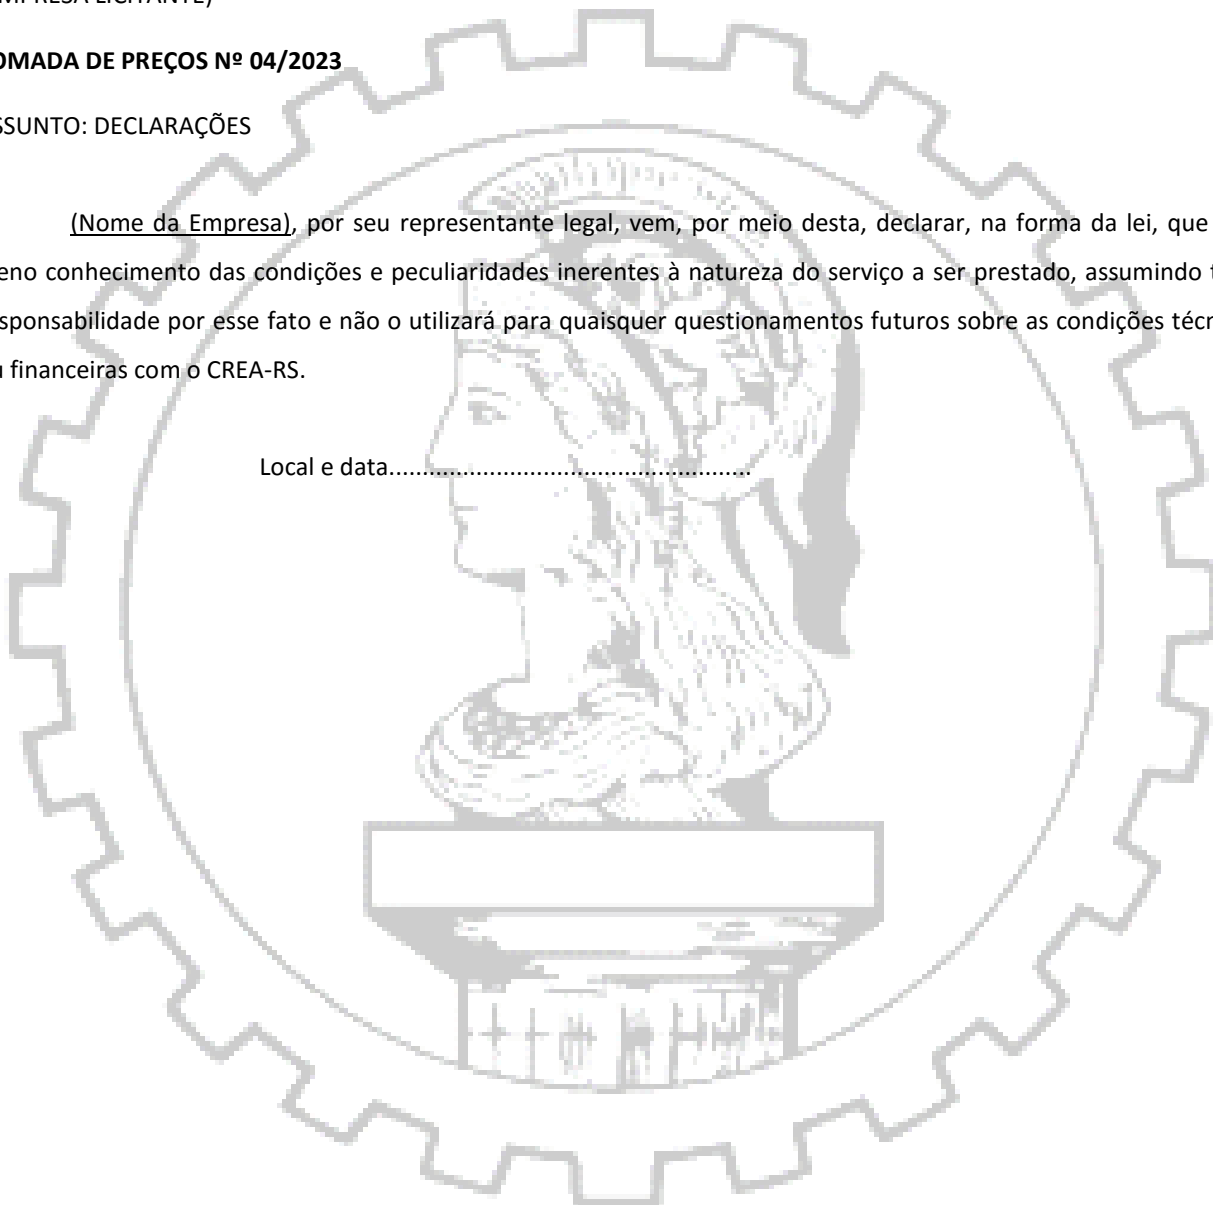 MPRESA LICITANTE)
OMADA DE PREÇOS Nº 04/2023
SSUNTO: DECLARAÇÕES
(Nome da Empresa), por seu representante legal, vem, por meio desta, declarar, na forma da lei, que
eno conhecimento das condições e peculiaridades inerentes à natureza do serviço a ser prestado, assumindo t
sponsabilidade por esse fato e não o utilizará para quaisquer questionamentos futuros sobre as condições técn
u financeiras com o CREA-RS.
Local e data......................................................